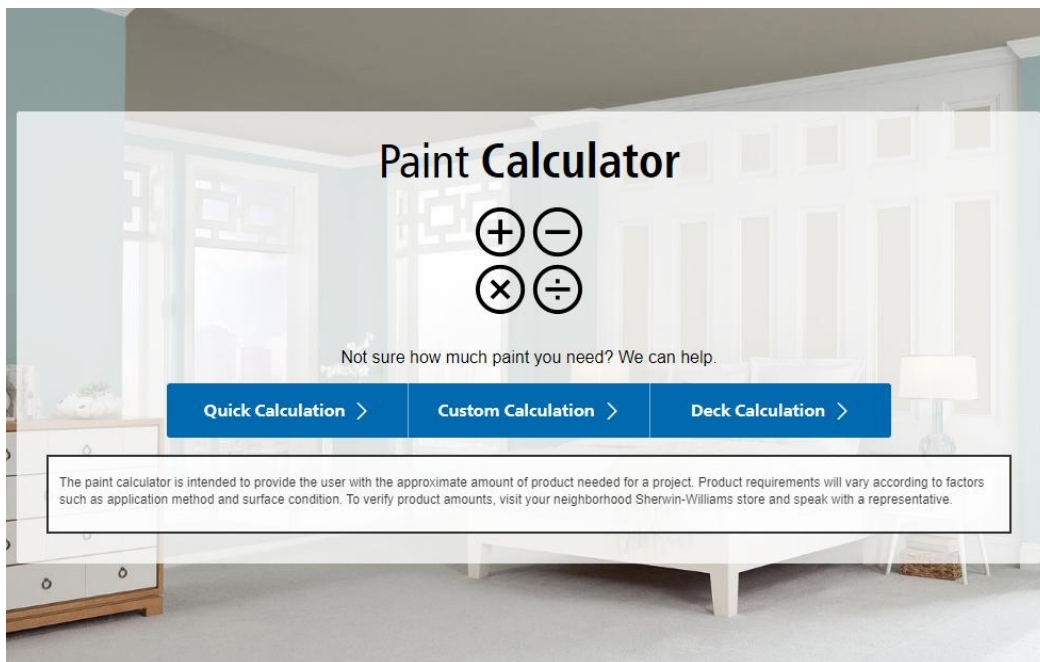 Paint Calculator
Not sure how much paint you need? We can help.
Quick Calculation
Custom Calculation
Deck Calculation
The paint calculator is intended to provide the user with the approximate amount of product needed for a project. Product requirements will vary according to factors
such as application method and surface condition. To verify product amounts, visit your neighborhood Sherwin-Williams store and speak with a representative.